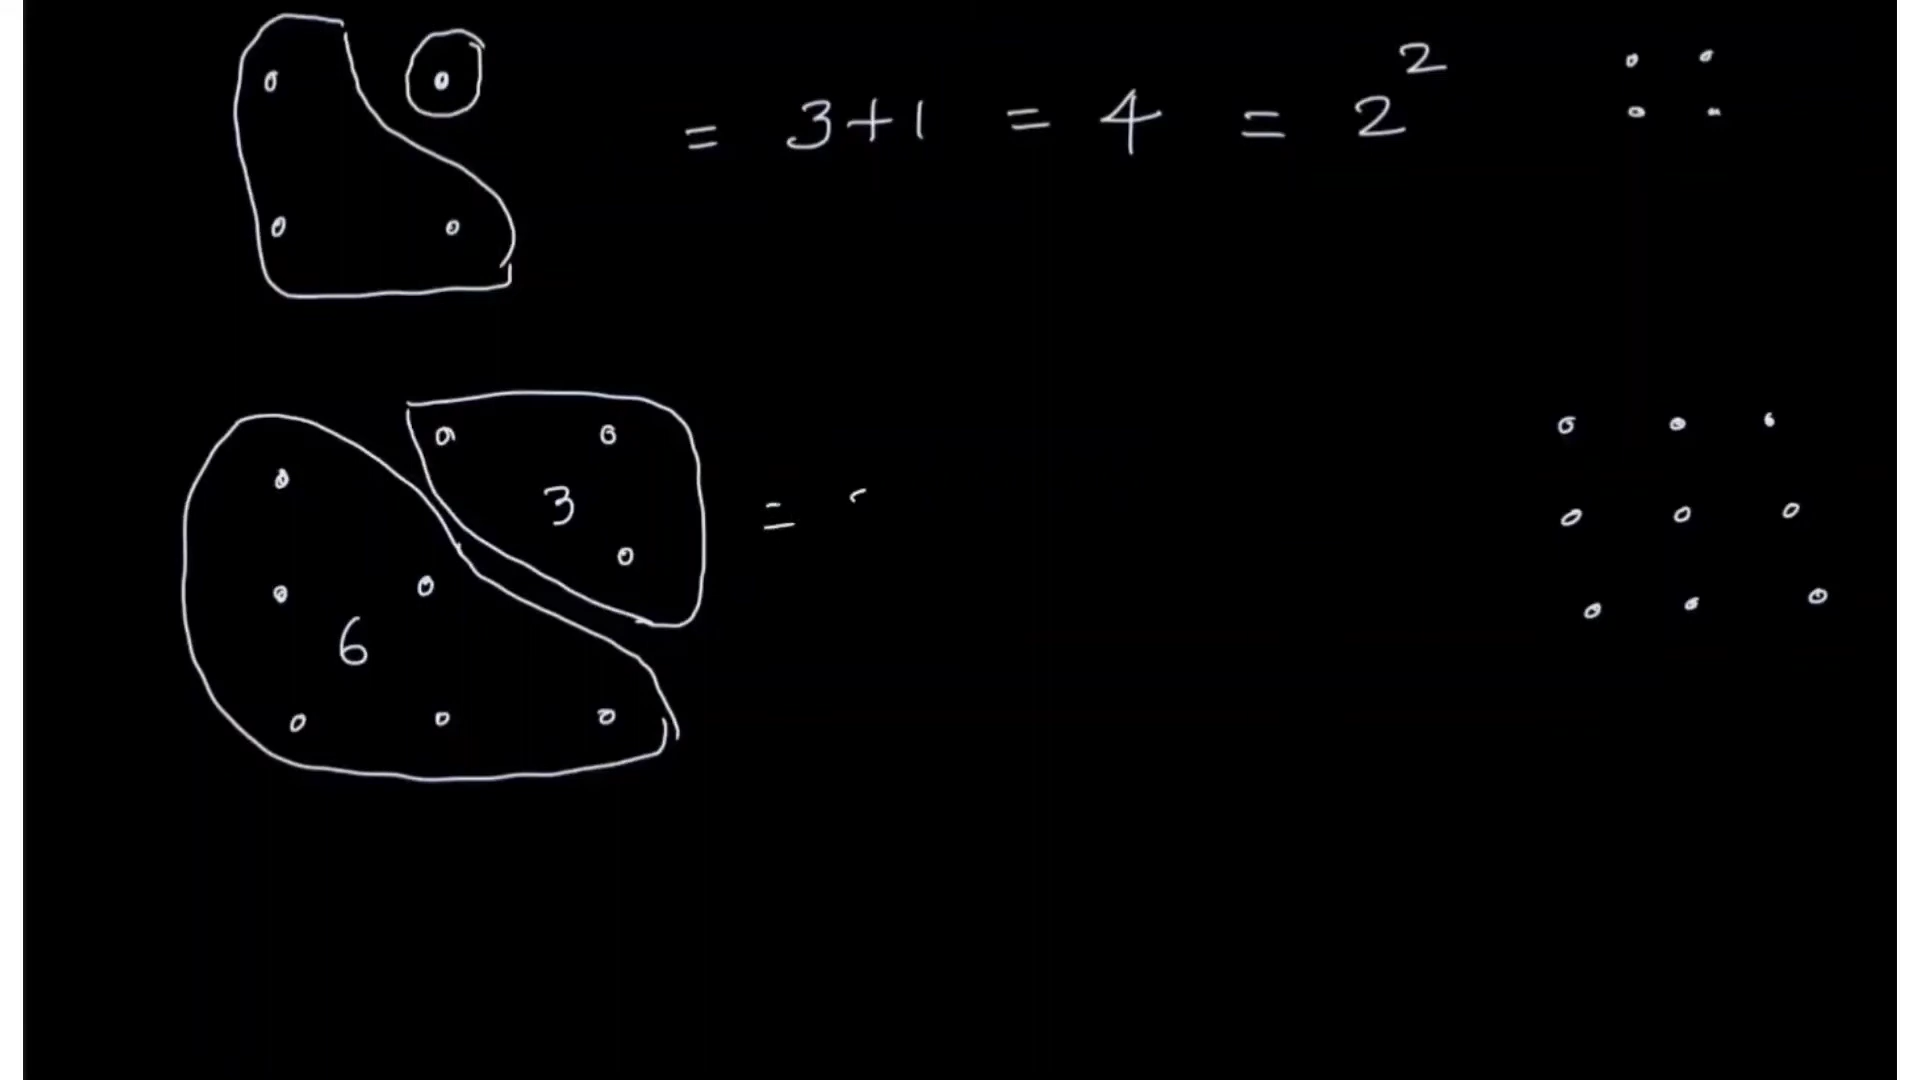 = 3+1 = 4 = 2²
3
=
6